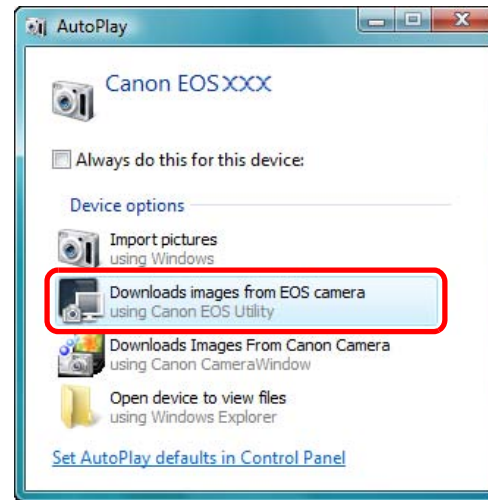 AutoPlay
Canon EOSXXX
Always do this for this device:
Device options
Import pictures
using Windows
Downloads images from EOS camera
using Canon EOS Utility
Downloads Images From Canon Camera
using Canon CameraWindow
Open device to view files
using Windows Explorer
Set AutoPlay defaults in Control Panel